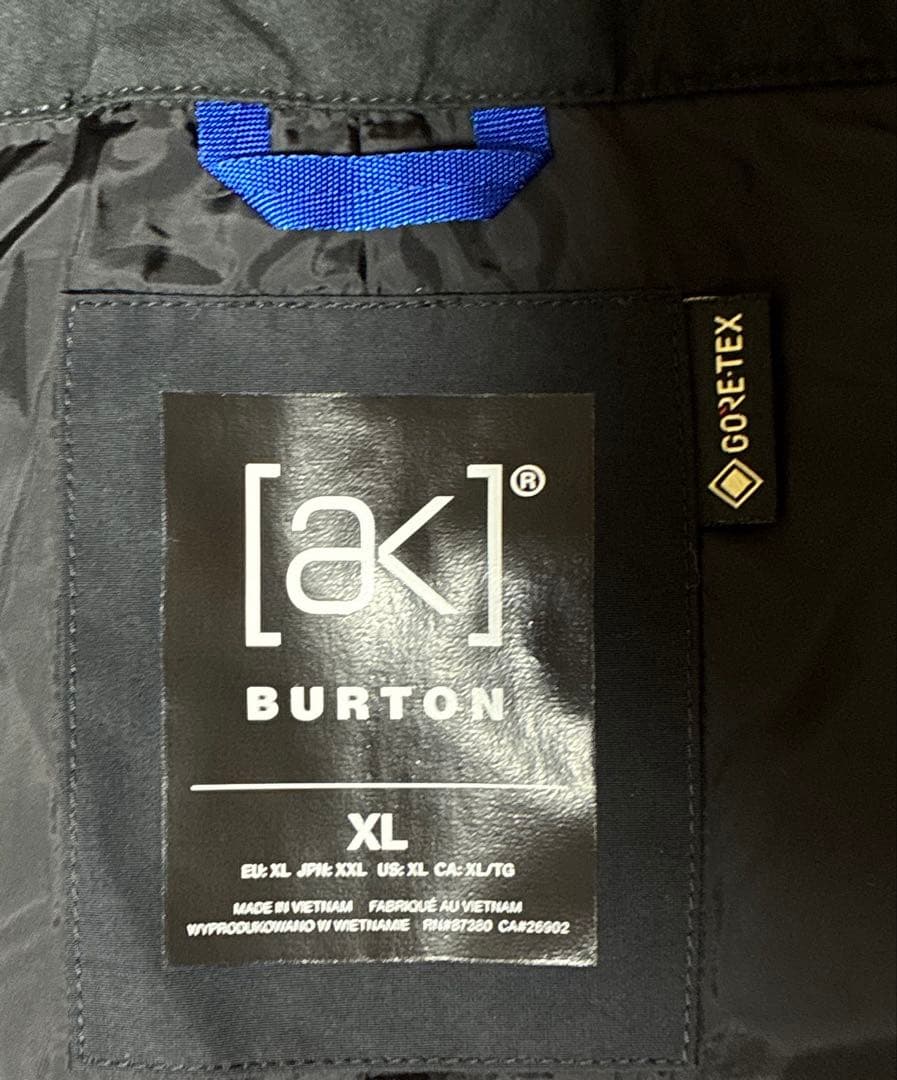 GORE-TEX
[ak]®
BURTON
XL
EU: XL JPN: XXL US: XL CA: XL/TG
MADE IN VIETNAM FABRIQUÉ AU VIETNAM
WYPRODUKOWANO W WIETNAMIE RN#87280 CA#26902